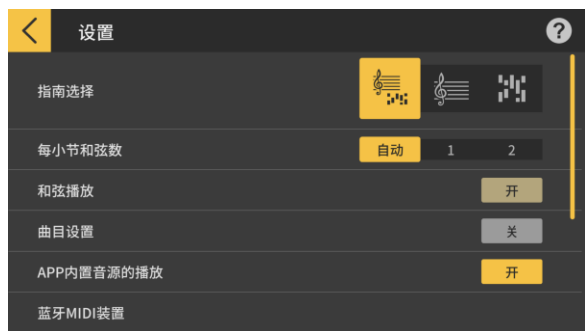 设置
?
指南选择
每小节和弦数
自动 1 2
和弦播放
开
曲目设置
关
APP内置音源的播放
开
蓝牙MIDI装置